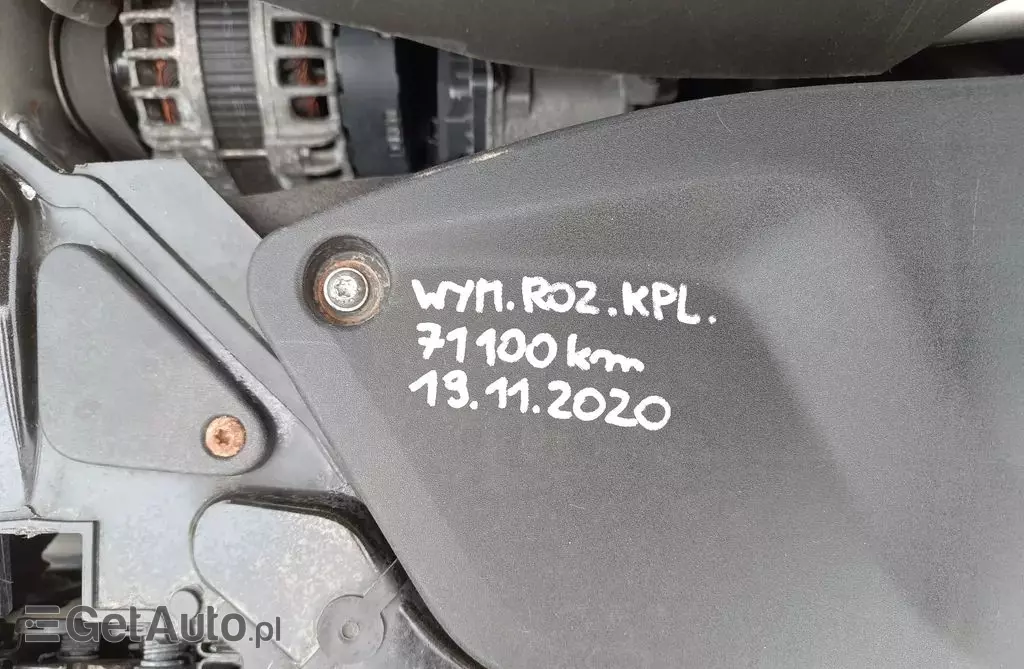 WYM. ROZ. KPL.
71100 km
19.11.2020
GetAuto.pl